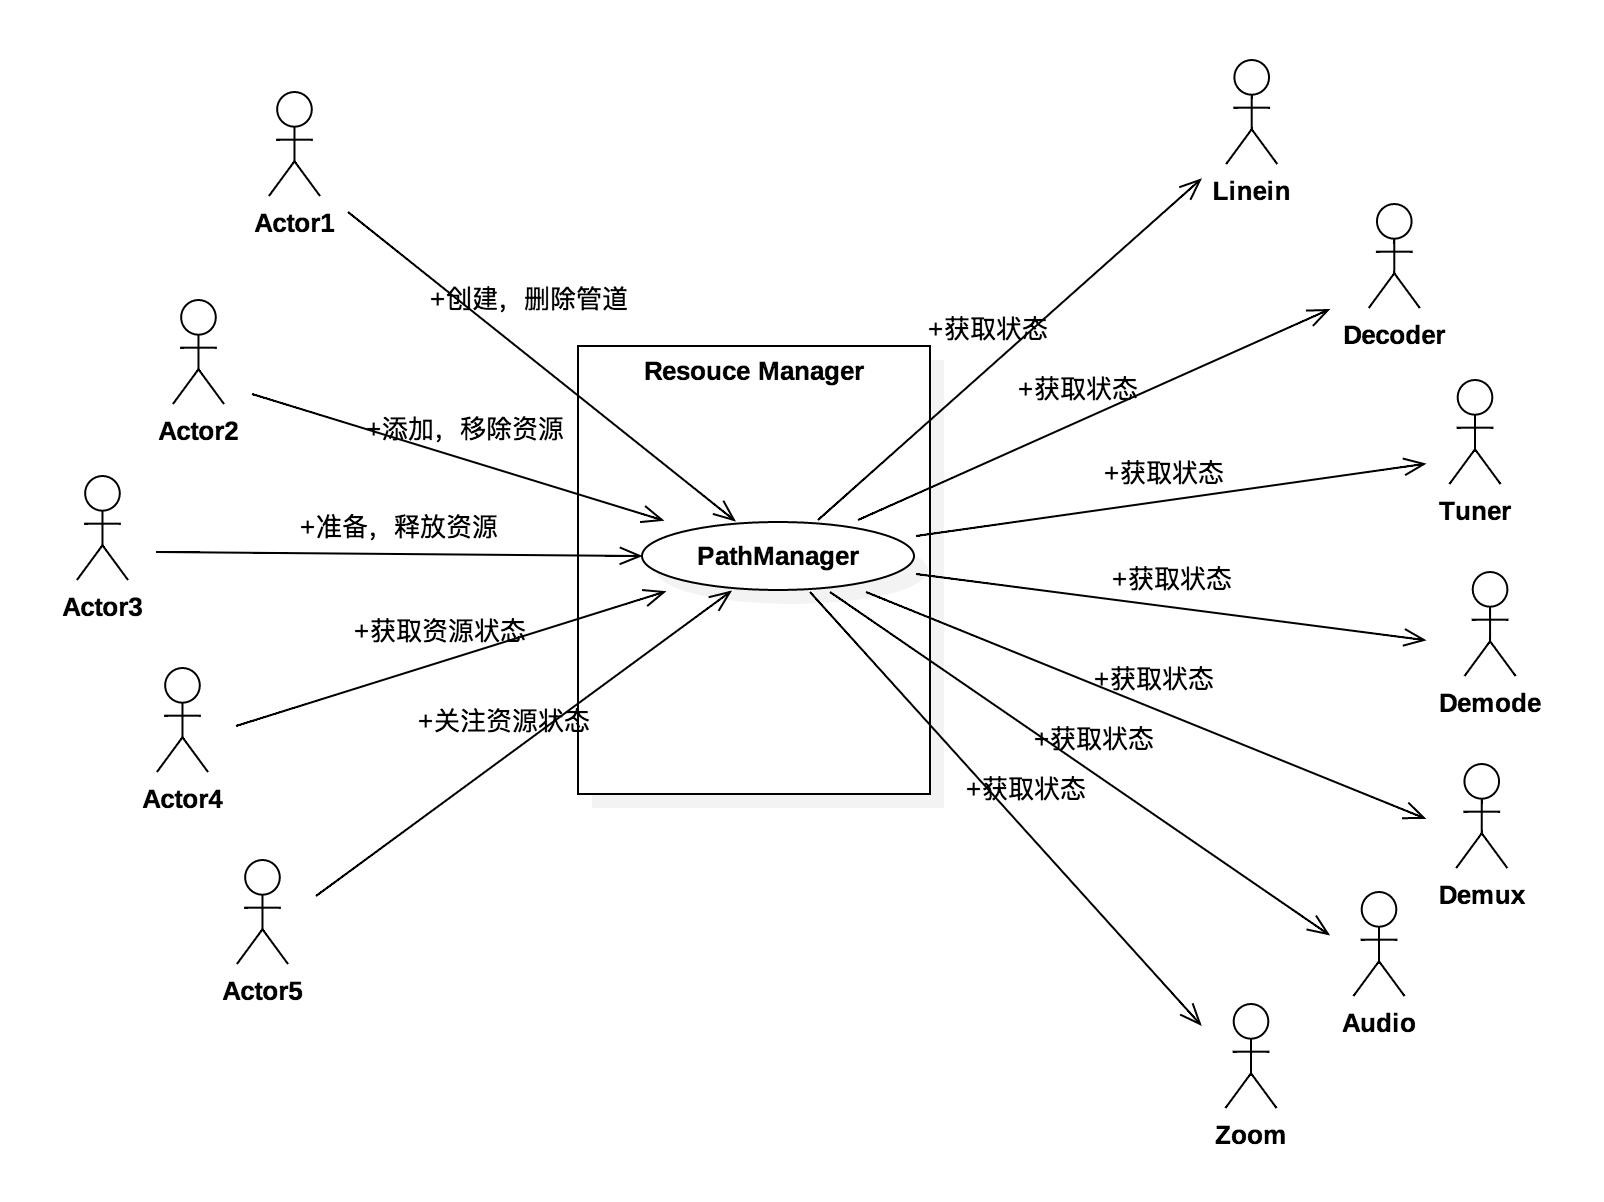 Linein
Actor1
Decoder
+创建，删除管道
+获取状态
Resouce Manager
+获取状态
Actor2
+添加，移除资源
+获取状态
Tuner
+准备，释放资源
PathManager
+获取状态
Actor3
+获取资源状态
+获取状态
Demode
+关注资源状态
+获取状态
Actor4
+获取状态
Demux
Actor5
Audio
Zoom